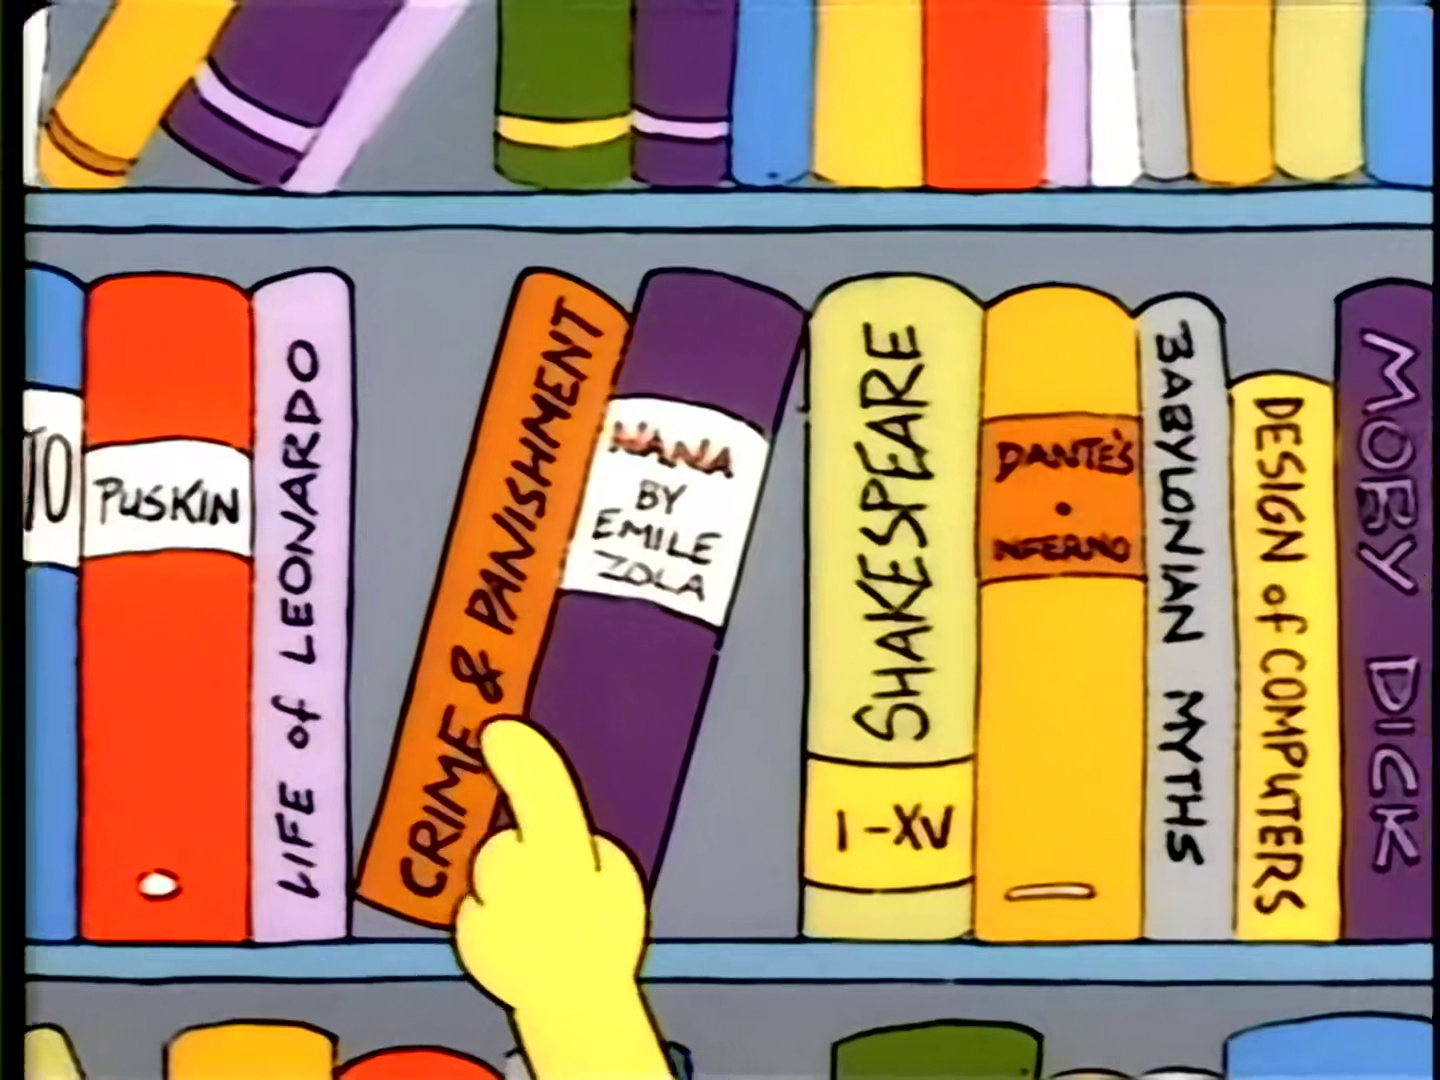 TO
PUSKIN
LIFE of LEONARDO
CRIME & PANISHMENT
NANA
BY
EMILE
ZOLA
SHAKESPEARE
I-XV
DANTE'S
•
INFERNO
BABYLONIAN MYTHS
DESIGN of COMPUTERS
MOBY DICK